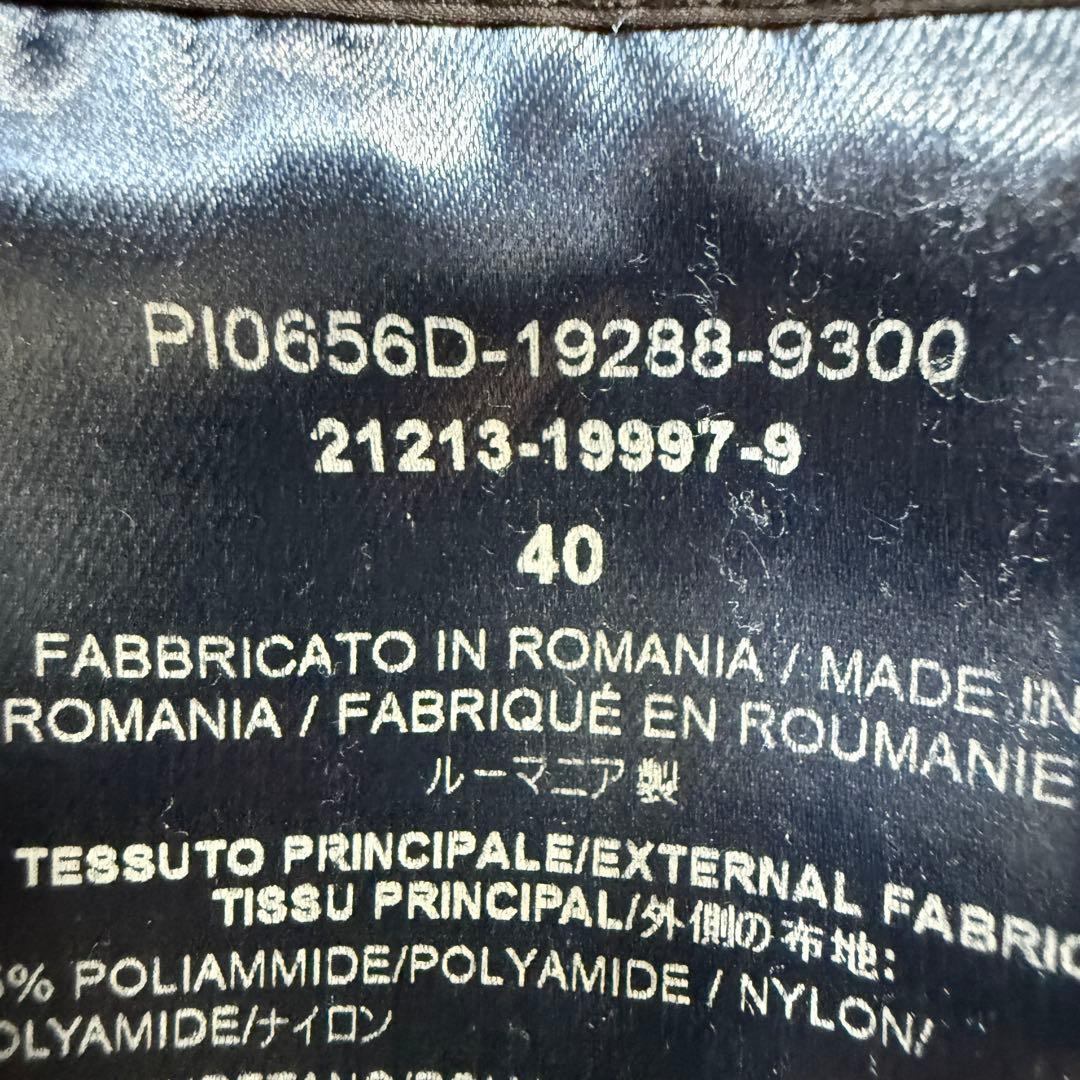 PI0656D-19288-9300
21213-19997-9
40
FABBRICATO IN ROMANIA / MADE IN
ROMANIA / FABRIQUÉ EN ROUMANIE
ルーマニア製
TESSUTO PRINCIPALE/EXTERNAL FABRIC
TISSU PRINCIPAL/外側の布地:
% POLIAMMIDE/POLYAMIDE / NYLON/
OLYAMIDE/ナイロン